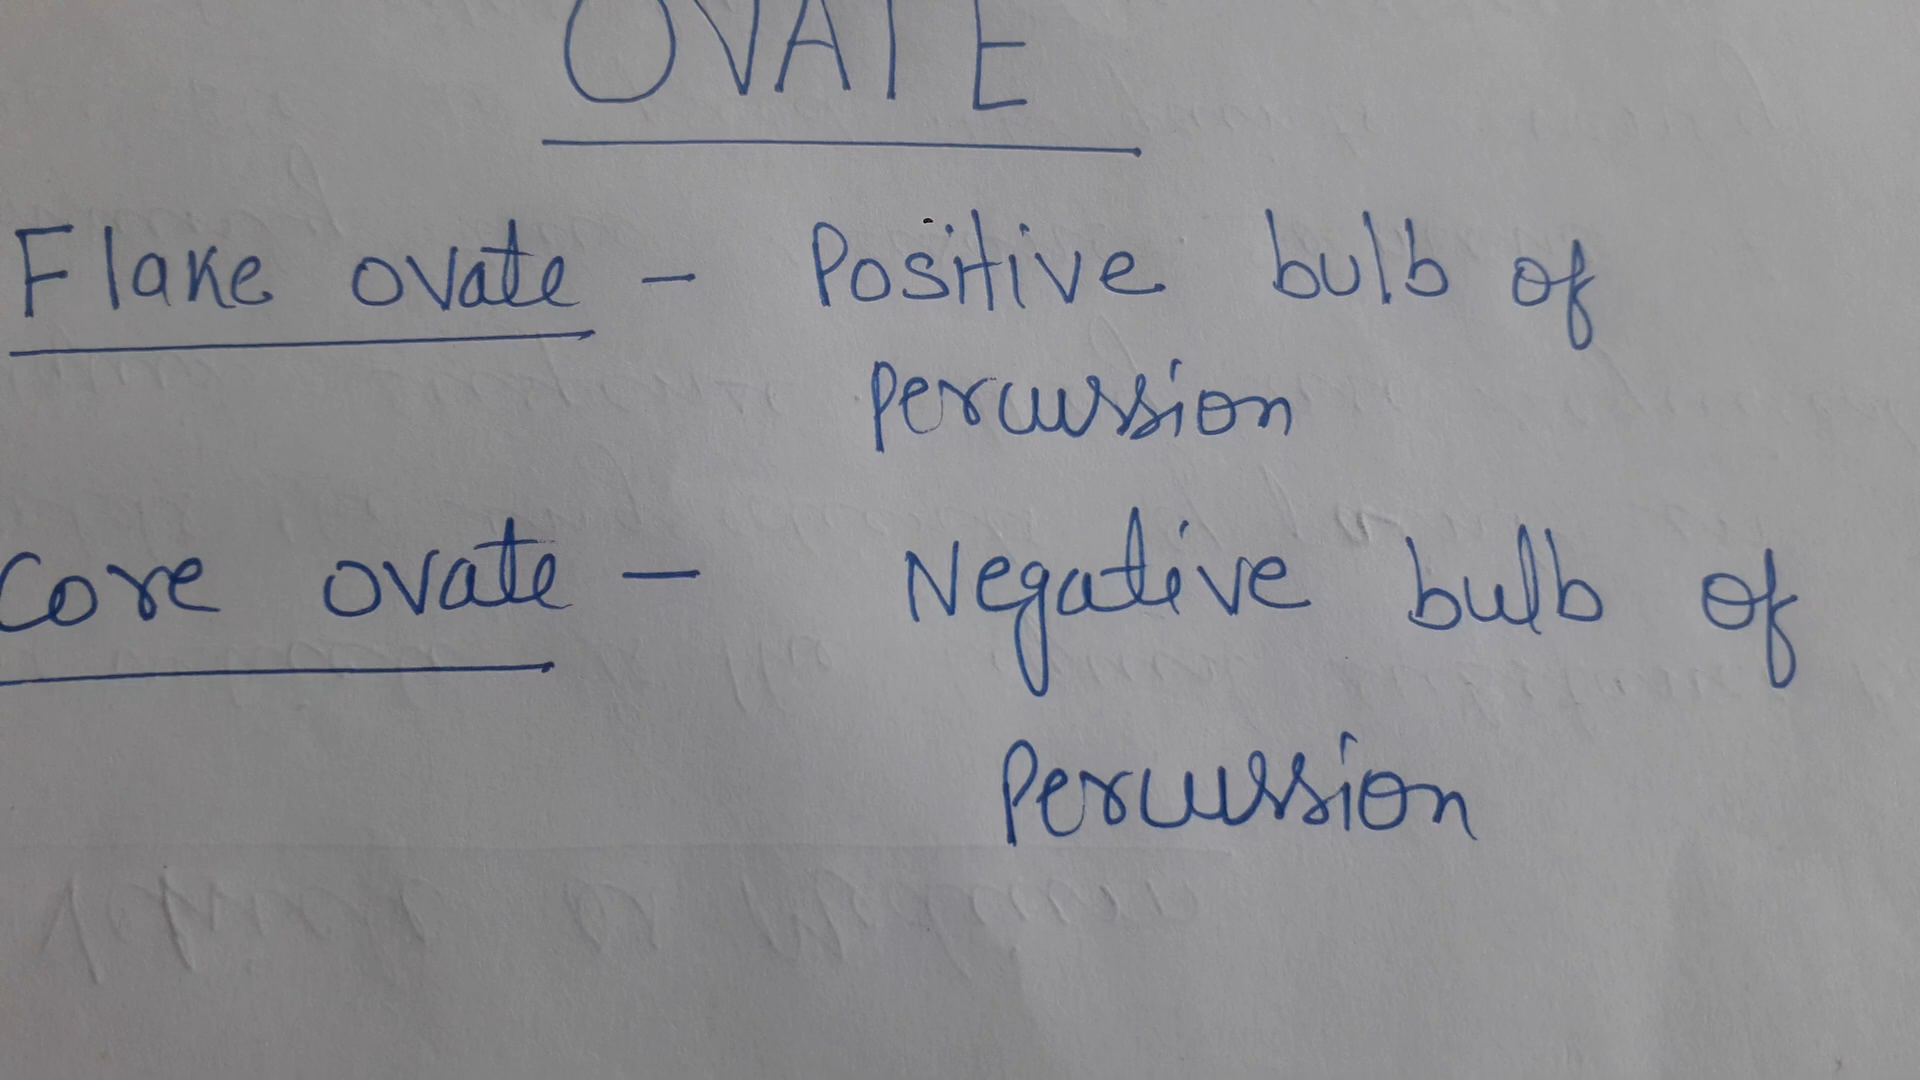 OVATE
Flake ovate - Positive bulb of
percussion
Core ovate - Negative bulb of
Percussion